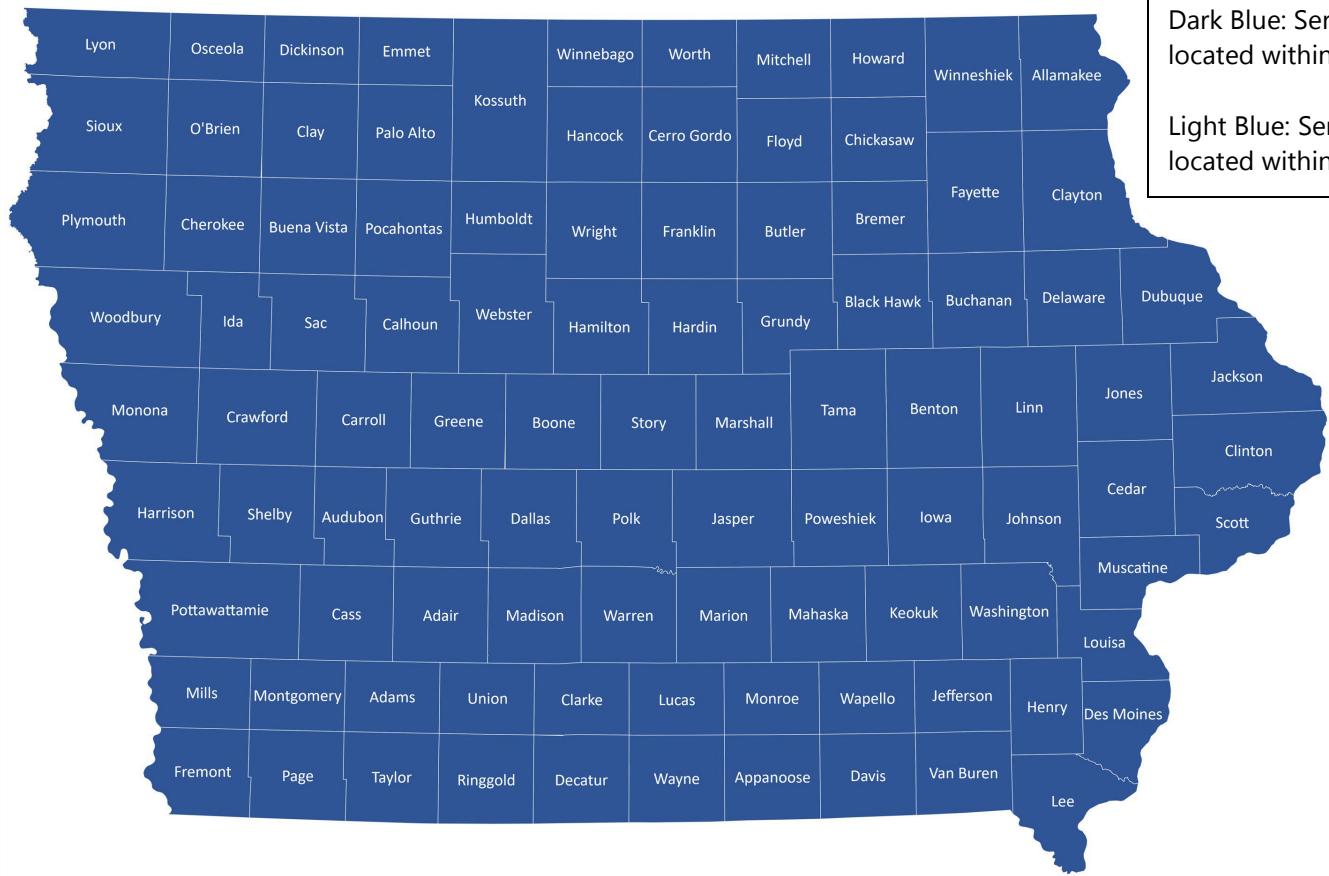 Dark Blue: Ser
located within
Light Blue: Ser
located within
Lyon
Osceola
Dickinson
Emmet
Kossuth
Winnebago
Worth
Mitchell
Howard
Winneshiek
Allamakee
Sioux
O'Brien
Clay
Palo Alto
Hancock
Cerro Gordo
Floyd
Chickasaw
Fayette
Clayton
Plymouth
Cherokee
Buena Vista
Pocahontas
Humboldt
Wright
Franklin
Butler
Bremer
Woodbury
Ida
Sac
Calhoun
Webster
Hamilton
Hardin
Grundy
Black Hawk
Buchanan
Delaware
Dubuque
Monona
Crawford
Carroll
Greene
Boone
Story
Marshall
Tama
Benton
Linn
Jones
Jackson
Clinton
Harrison
Shelby
Audubon
Guthrie
Dallas
Polk
Jasper
Poweshiek
Iowa
Johnson
Cedar
Scott
Muscatine
Pottawattamie
Cass
Adair
Madison
Warren
Marion
Mahaska
Keokuk
Washington
Louisa
Mills
Montgomery
Adams
Union
Clarke
Lucas
Monroe
Wapello
Jefferson
Henry
Des Moines
Fremont
Page
Taylor
Ringgold
Decatur
Wayne
Appanoose
Davis
Van Buren
Lee